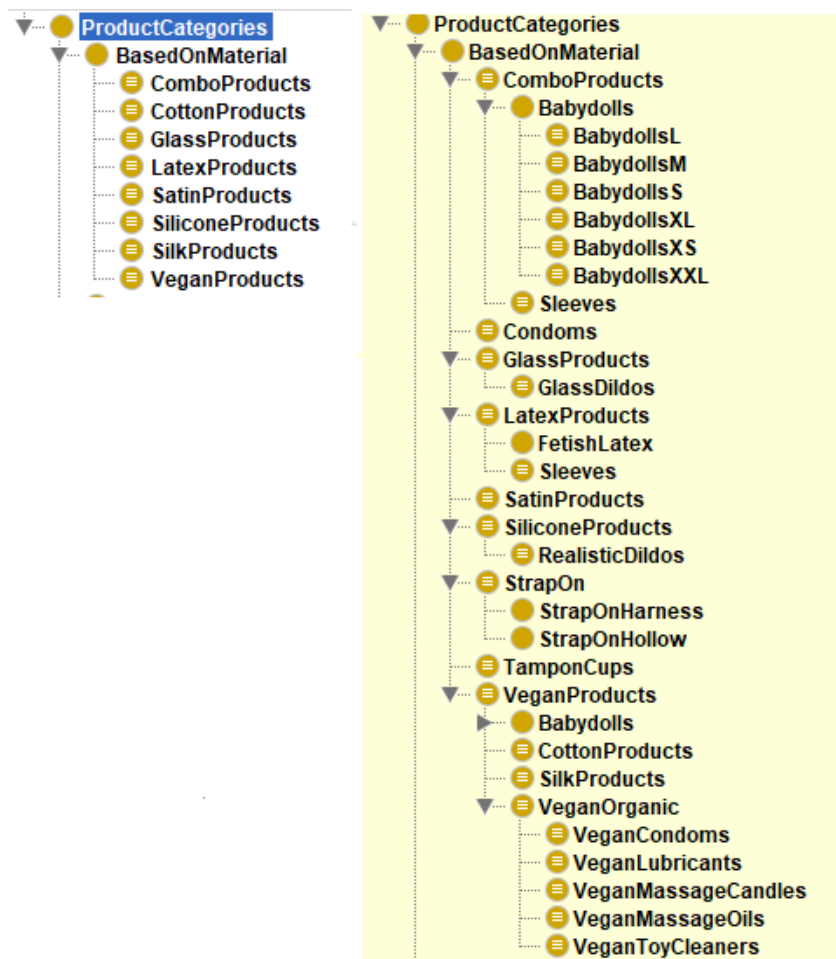 ProductCategories
BasedOnMaterial
ComboProducts
CottonProducts
GlassProducts
LatexProducts
SatinProducts
SiliconeProducts
SilkProducts
VeganProducts
ProductCategories
BasedOnMaterial
ComboProducts
Babydolls
BabydollsL
BabydollsM
BabydollsS
BabydollsXL
BabydollsXS
BabydollsXXL
Sleeves
Condoms
GlassProducts
GlassDildos
LatexProducts
FetishLatex
Sleeves
SatinProducts
SiliconeProducts
RealisticDildos
StrapOn
StrapOnHarness
StrapOnHollow
TamponCups
VeganProducts
Babydolls
CottonProducts
SilkProducts
VeganOrganic
VeganCondoms
VeganLubricants
VeganMassageCandles
VeganMassageOils
VeganToyCleaners